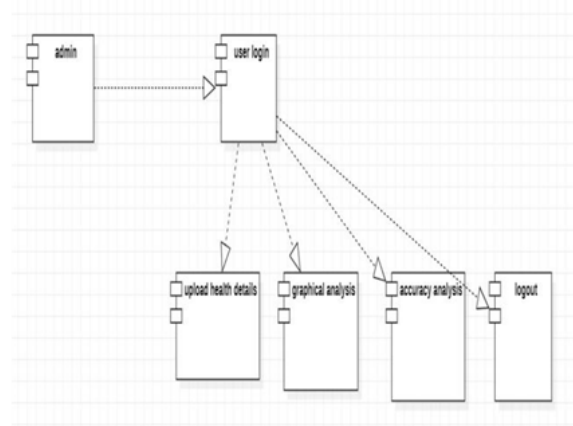 admin
user login
upload health details
graphical analysis
accuracy analysis
logout